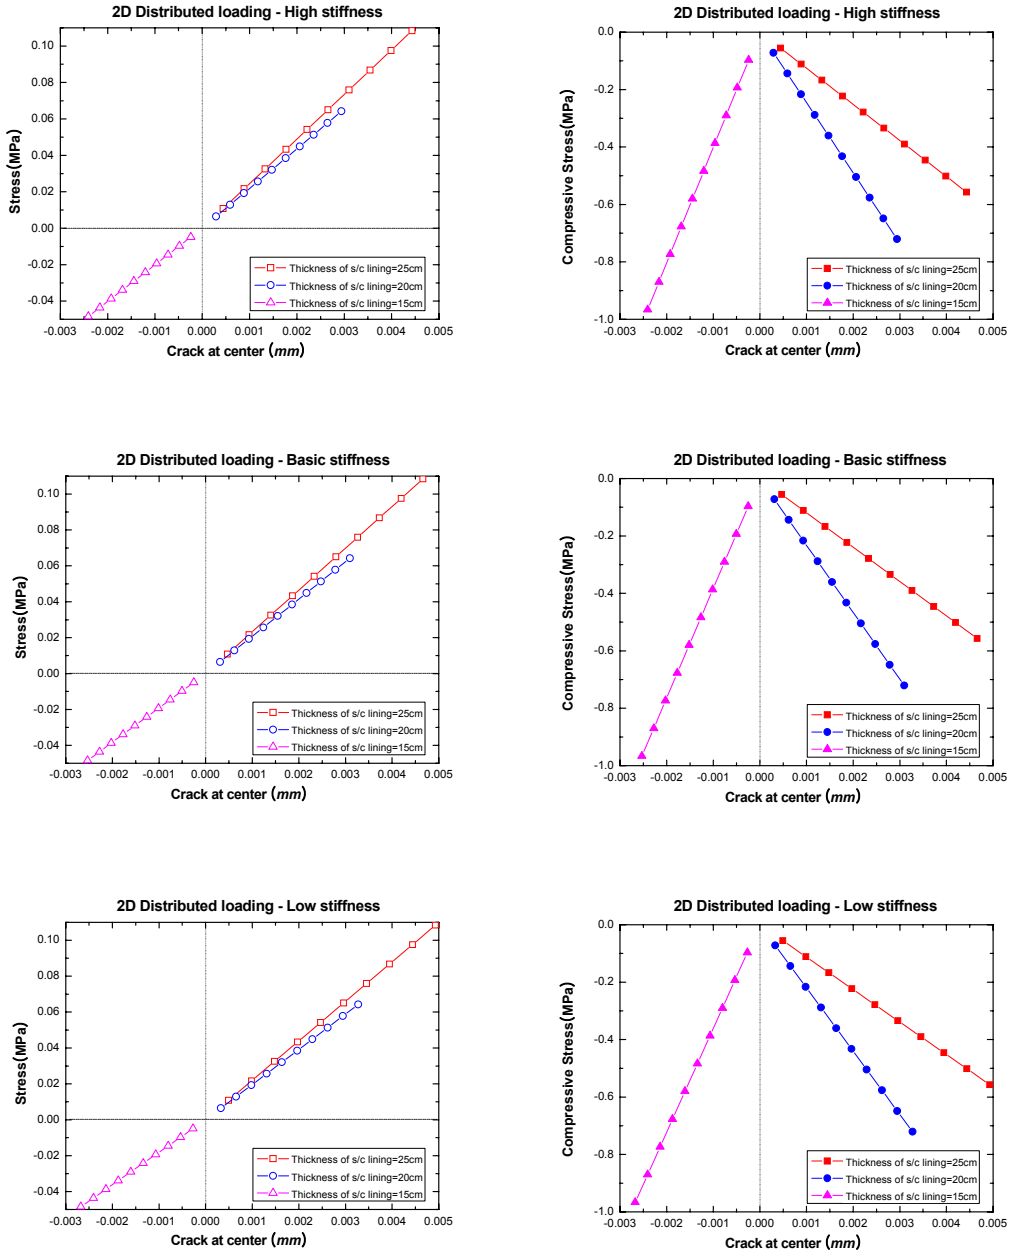 2D Distributed loading - High stiffness
0.10
0.08
0.06
0.04
0.02
0.00
-0.02
-0.04
Stress(MPa)
Thickness of s/c lining=25cm
Thickness of s/c lining=20cm
Thickness of s/c lining=15cm
-0.003 -0.002 -0.001 0.000 0.001 0.002 0.003 0.004 0.005
Crack at center (mm)
2D Distributed loading - High stiffness
0.0
-0.2
-0.4
-0.6
-0.8
-1.0
Compressive Stress(MPa)
Thickness of s/c lining=25cm
Thickness of s/c lining=20cm
Thickness of s/c lining=15cm
-0.003 -0.002 -0.001 0.000 0.001 0.002 0.003 0.004 0.005
Crack at center (mm)
2D Distributed loading - Basic stiffness
0.10
0.08
0.06
0.04
0.02
0.00
-0.02
-0.04
Stress(MPa)
Thickness of s/c lining=25cm
Thickness of s/c lining=20cm
Thickness of s/c lining=15cm
-0.003 -0.002 -0.001 0.000 0.001 0.002 0.003 0.004 0.005
Crack at center (mm)
2D Distributed loading - Basic stiffness
0.0
-0.2
-0.4
-0.6
-0.8
-1.0
Compressive Stress(MPa)
Thickness of s/c lining=25cm
Thickness of s/c lining=20cm
Thickness of s/c lining=15cm
-0.003 -0.002 -0.001 0.000 0.001 0.002 0.003 0.004 0.005
Crack at center (mm)
2D Distributed loading - Low stiffness
0.10
0.08
0.06
0.04
0.02
0.00
-0.02
-0.04
Stress(MPa)
Thickness of s/c lining=25cm
Thickness of s/c lining=20cm
Thickness of s/c lining=15cm
-0.003 -0.002 -0.001 0.000 0.001 0.002 0.003 0.004 0.005
Crack at center (mm)
2D Distributed loading - Low stiffness
0.0
-0.2
-0.4
-0.6
-0.8
-1.0
Compressive Stress(MPa)
Thickness of s/c lining=25cm
Thickness of s/c lining=20cm
Thickness of s/c lining=15cm
-0.003 -0.002 -0.001 0.000 0.001 0.002 0.003 0.004 0.005
Crack at center (mm)